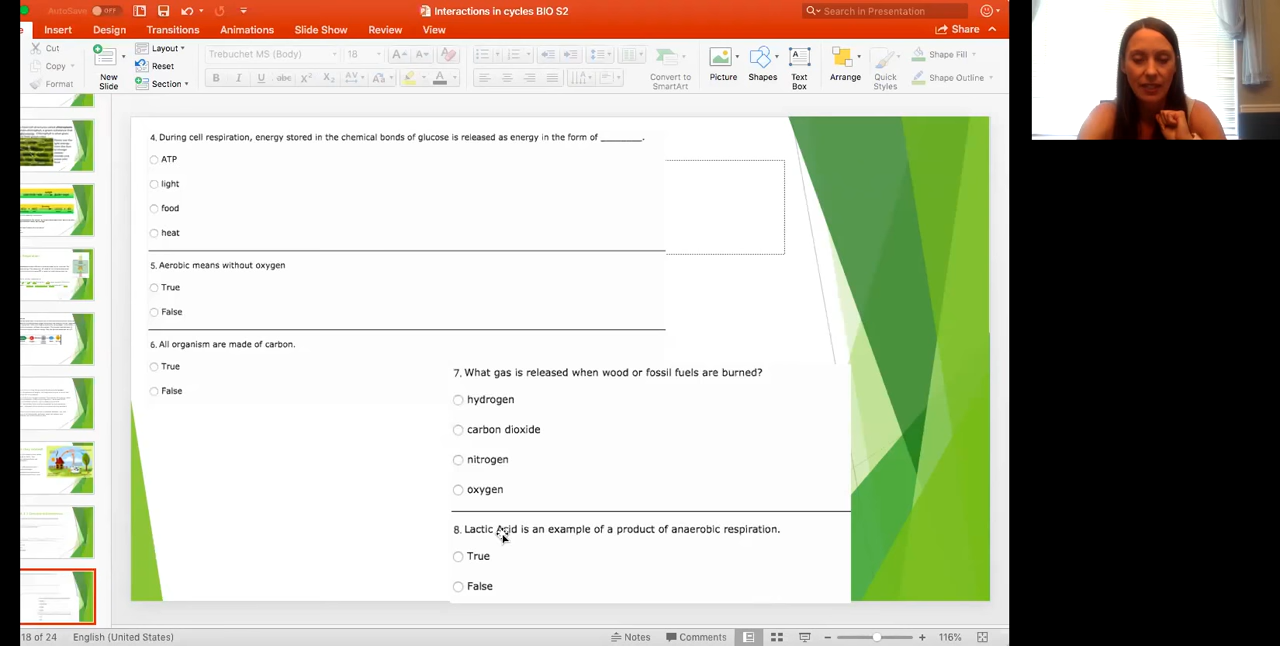 AutoSave OFF
Interactions in cycles BIO S2
Search in Presentation
Insert Design Transitions Animations Slide Show Review View
Share
Cut
Copy
Format
New Slide
Layout
Reset
Section
Trebuchet MS (Body) 18
Convert to SmartArt
Picture
Shapes
Text Box
Arrange
Quick Styles
Shape Fill
Shape Outline
4. During cell respiration, energy stored in the chemical bonds of glucose is released as energy in the form of ________.
ATP
light
food
heat
5. Aerobic means without oxygen
True
False
6. All organism are made of carbon.
True
False
7. What gas is released when wood or fossil fuels are burned?
hydrogen
carbon dioxide
nitrogen
oxygen
8. Lactic Acid is an example of a product of anaerobic respiration.
True
False
18 of 24 English (United States)
Notes Comments 116%